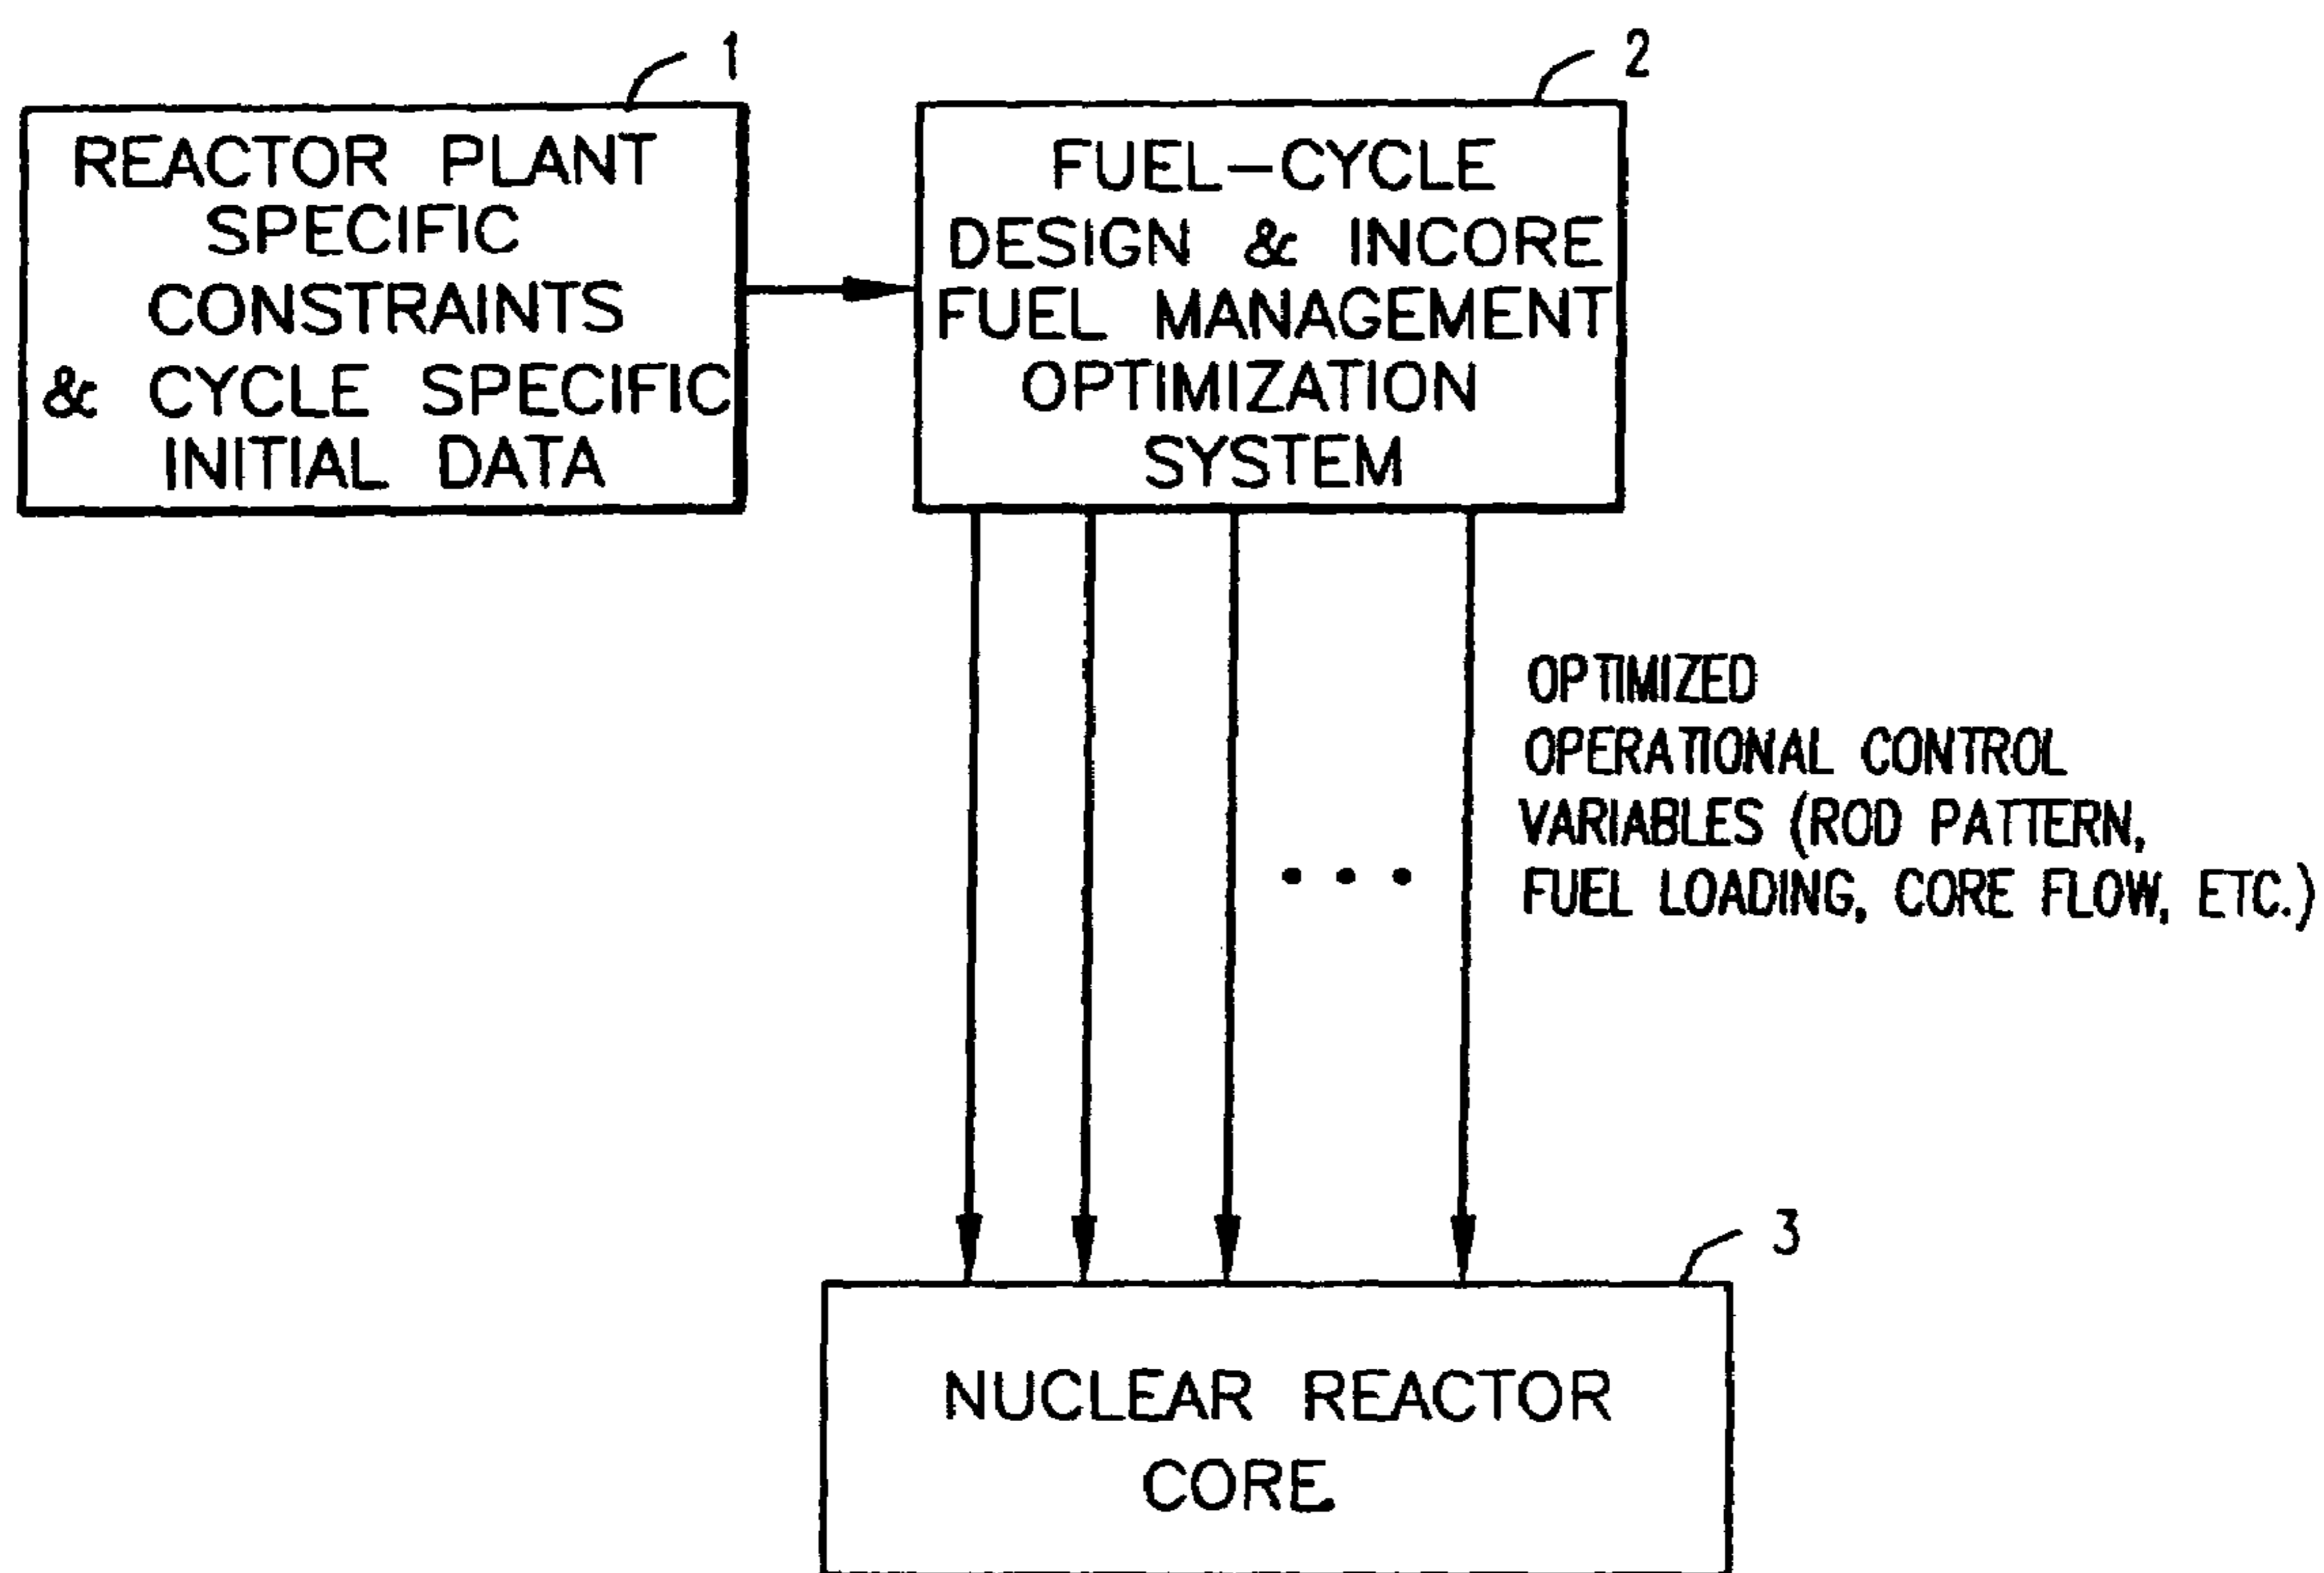 1
REACTOR PLANT
SPECIFIC
CONSTRAINTS
& CYCLE SPECIFIC
INITIAL DATA
2
FUEL-CYCLE
DESIGN & INCORE
FUEL MANAGEMENT
OPTIMIZATION
SYSTEM
OPTIMIZED
OPERATIONAL CONTROL
VARIABLES (ROD PATTERN,
FUEL LOADING, CORE FLOW, ETC.)
3
NUCLEAR REACTOR
CORE